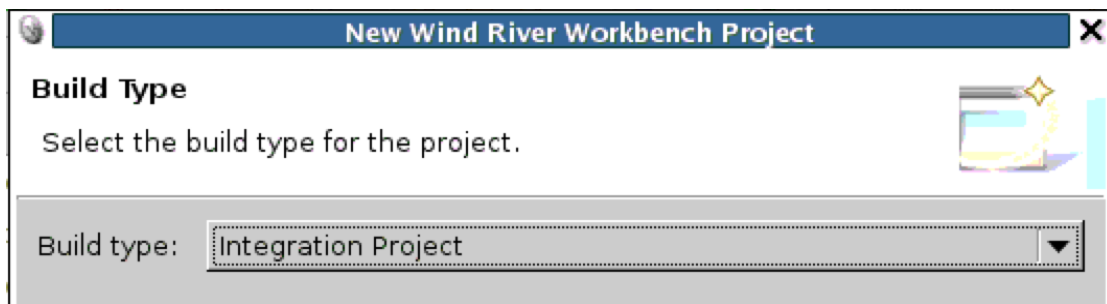 New Wind River Workbench Project
Build Type
Select the build type for the project.
Build type: Integration Project